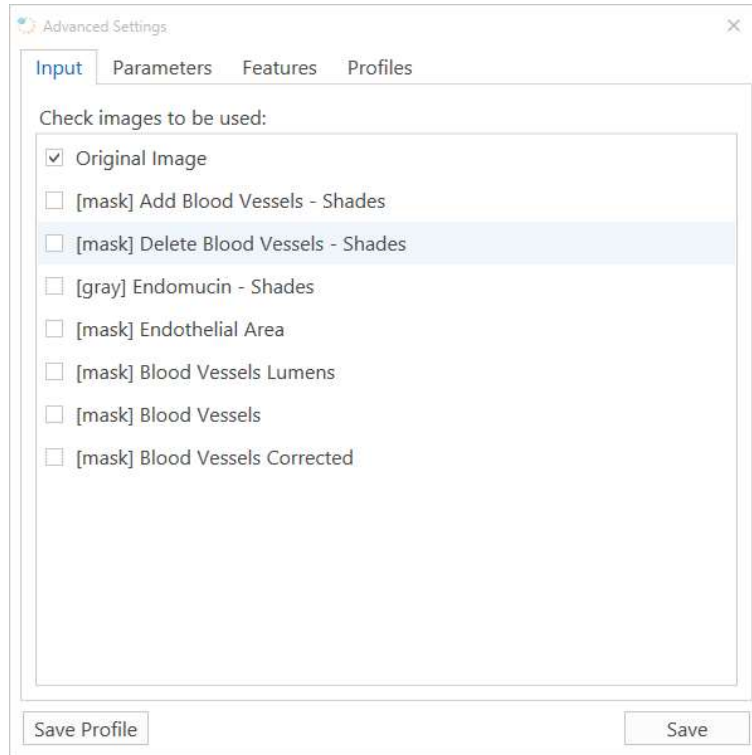 Advanced Settings
Input Parameters Features Profiles
Check images to be used:
Original Image
[mask] Add Blood Vessels - Shades
[mask] Delete Blood Vessels - Shades
[gray] Endomucin - Shades
[mask] Endothelial Area
[mask] Blood Vessels Lumens
[mask] Blood Vessels
[mask] Blood Vessels Corrected
Save Profile Save